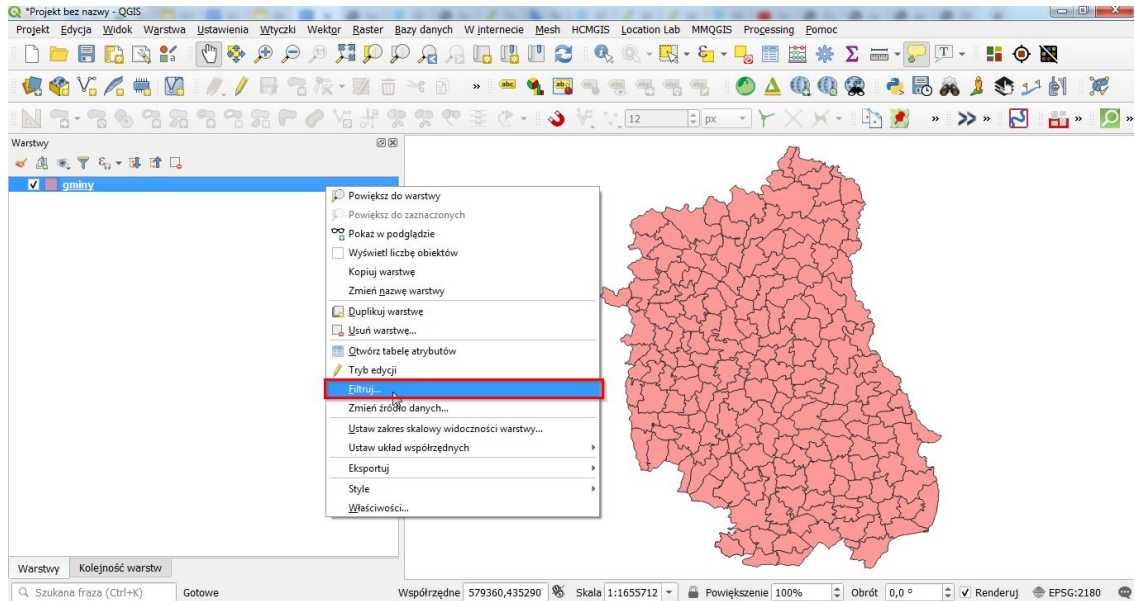 *Projekt bez nazwy - QGIS
Projekt Edycja Widok Warstwa Ustawienia Wtyczki Wektor Raster Bazy danych W internecie Mesh HCMGIS Location Lab MMQGIS Processing Pomoc
abc
12 px
Warstwy
gminy
Powiększ do warstwy
Powiększ do zaznaczonych
Pokaż w podglądzie
Wyświetl liczbę obiektów
Kopiuj warstwę
Zmień nazwę warstwy
Duplikuj warstwę
Usuń warstwę...
Otwórz tabelę atrybutów
Tryb edycji
Filtruj...
Zmień źródło danych...
Ustaw zakres skalowy widoczności warstwy...
Ustaw układ współrzędnych
Eksportuj
Style
Właściwości...
Warstwy Kolejność warstw
Szukana fraza (Ctrl+K) Gotowe Współrzędne 579360,435290 Skala 1:1655712 Powiększenie 100% Obrót 0,0 ° Renderuj EPSG:2180